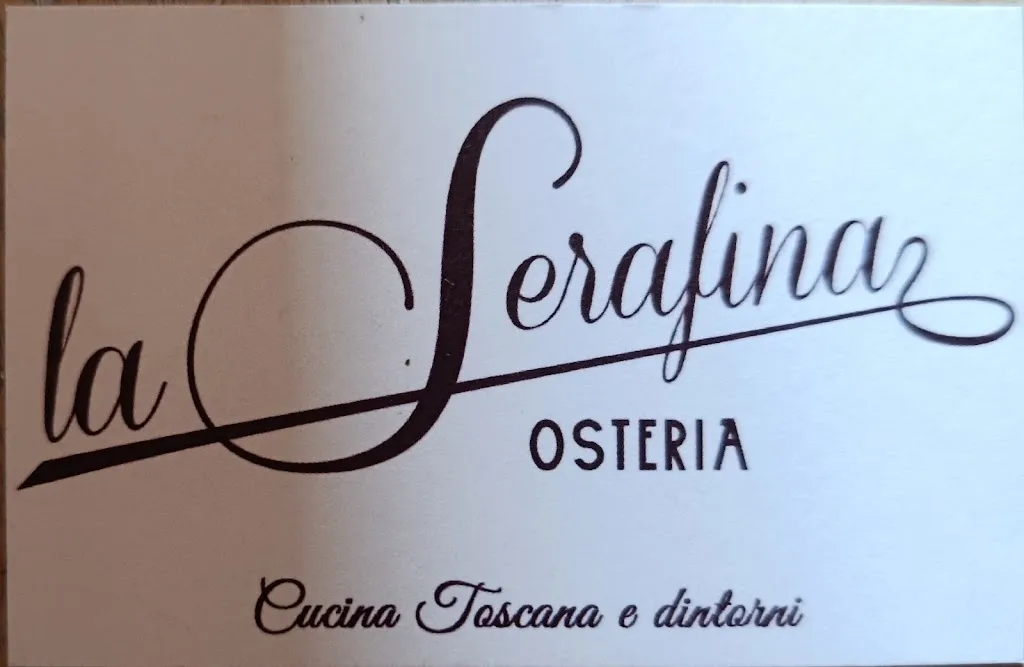 la Serafina
OSTERIA
Cucina Toscana e dintorni